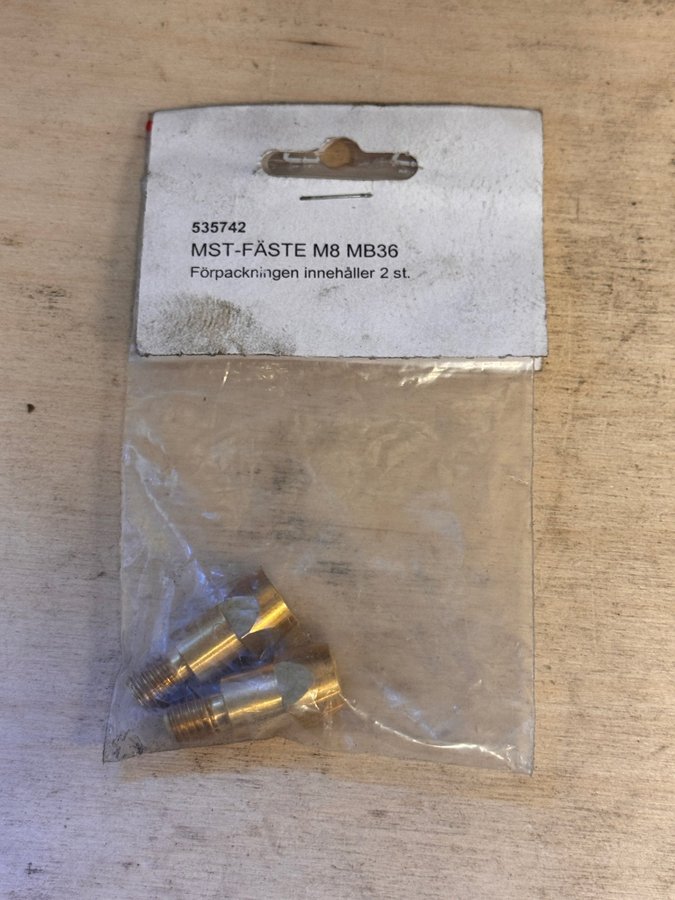 535742
MST-FÄSTE M8 MB36
Förpackningen innehåller 2 st.